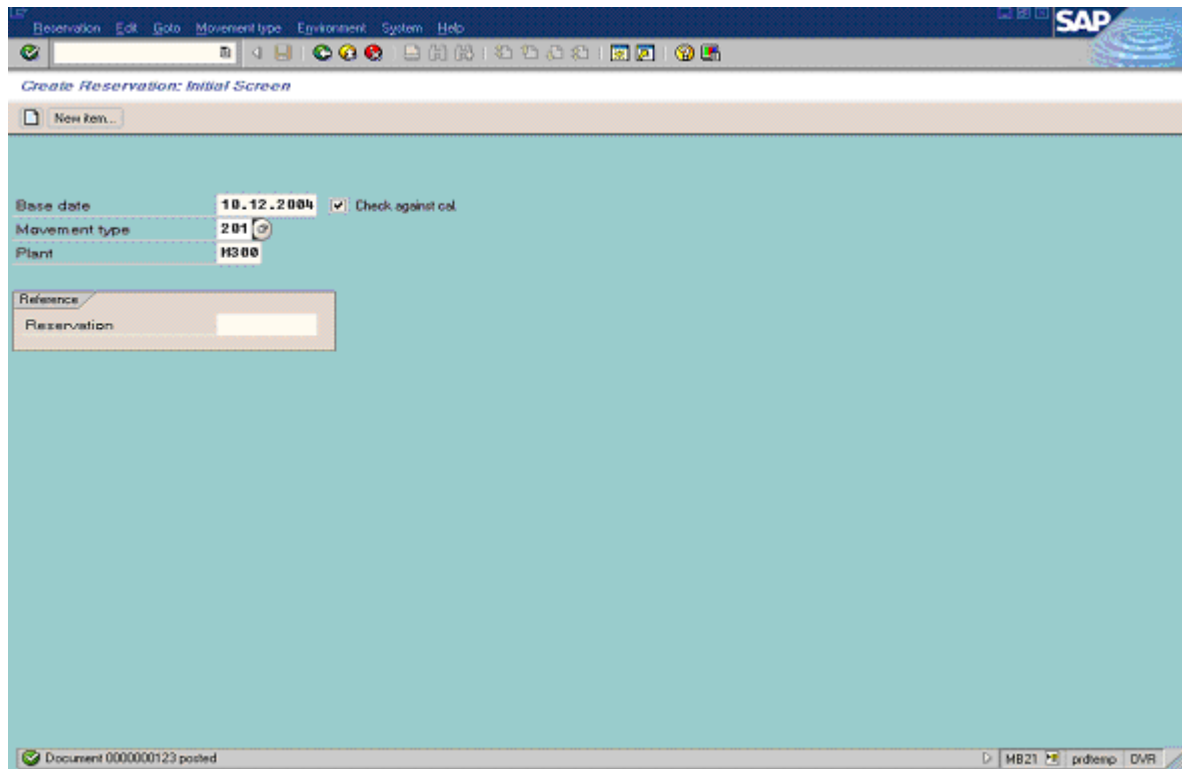 Reservation Edit Goto Movement type Environment System Help
SAP
Create Reservation: Initial Screen
New item...
Base date 10.12.2004 Check against cal.
Movement type 201
Plant M300
Reference
Reservation
Document 0000000123 posted MB21 prdtemp OVR